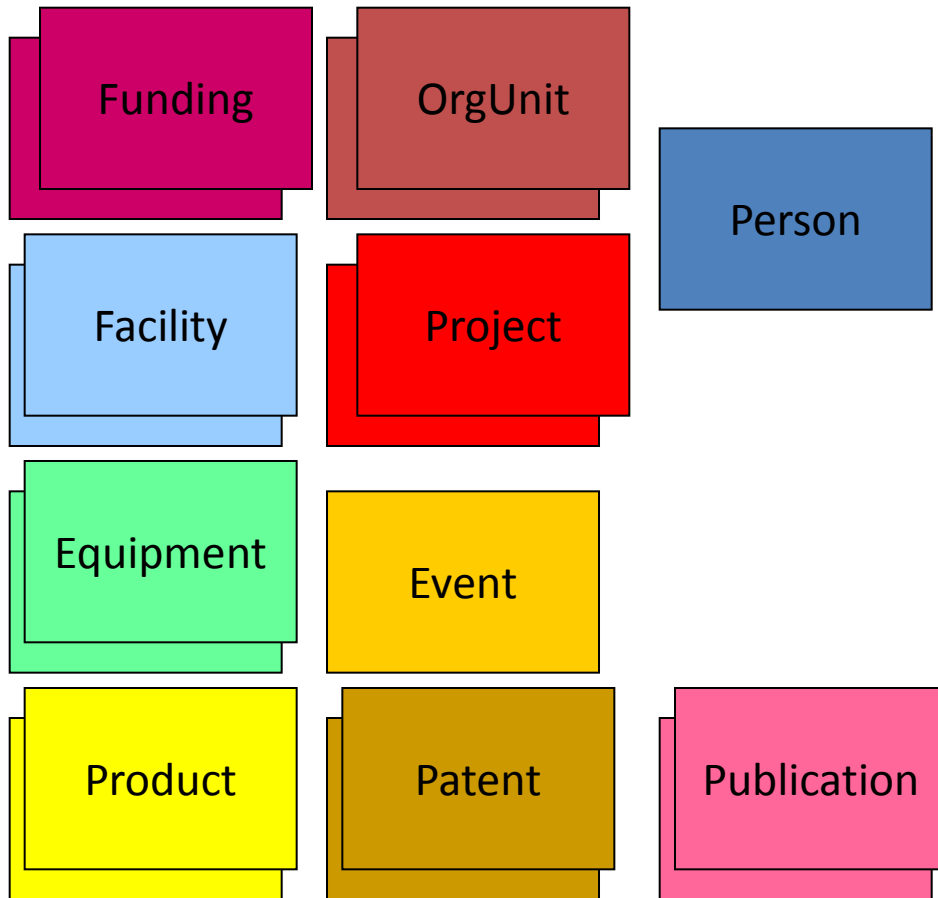 Funding
OrgUnit
Person
Facility
Project
Equipment
Event
Product
Patent
Publication